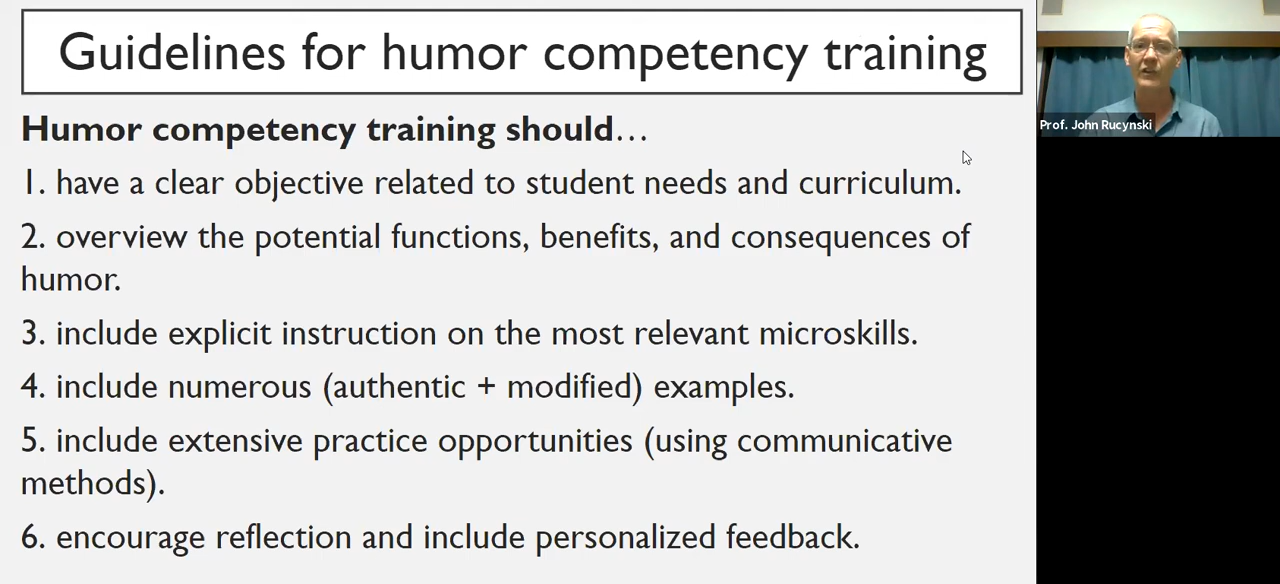 Guidelines for humor competency training
Humor competency training should…
1. have a clear objective related to student needs and curriculum.
2. overview the potential functions, benefits, and consequences of
humor.
3. include explicit instruction on the most relevant microskills.
4. include numerous (authentic + modified) examples.
5. include extensive practice opportunities (using communicative
methods).
6. encourage reflection and include personalized feedback.
Prof. John Rucynski